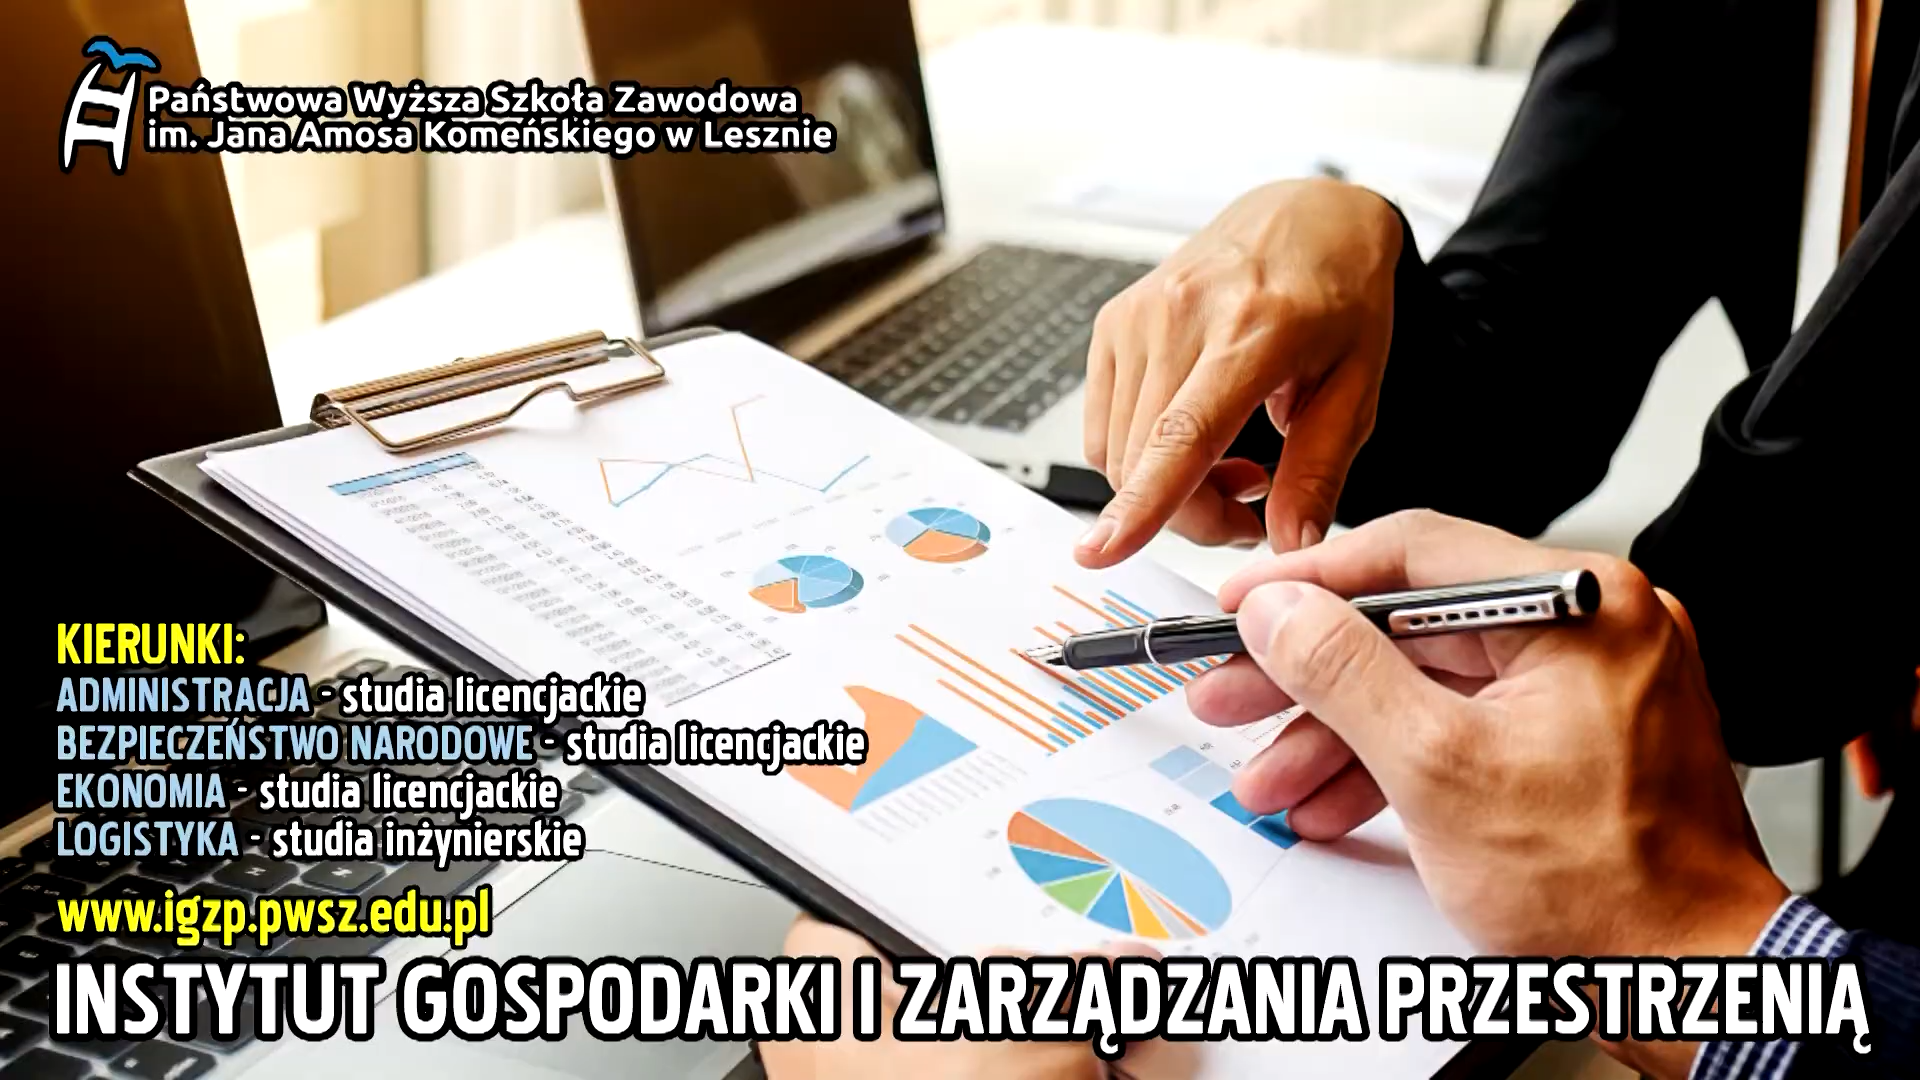 Państwowa Wyższa Szkoła Zawodowa
im. Jana Amosa Komeńskiego w Lesznie
KIERUNKI:
ADMINISTRACJA - studia licencjackie
BEZPIECZEŃSTWO NARODOWE - studia licencjackie
EKONOMIA - studia licencjackie
LOGISTYKA - studia inżynierskie
www.igzp.pwsz.edu.pl
INSTYTUT GOSPODARKI I ZARZĄDZANIA PRZESTRZENIĄ